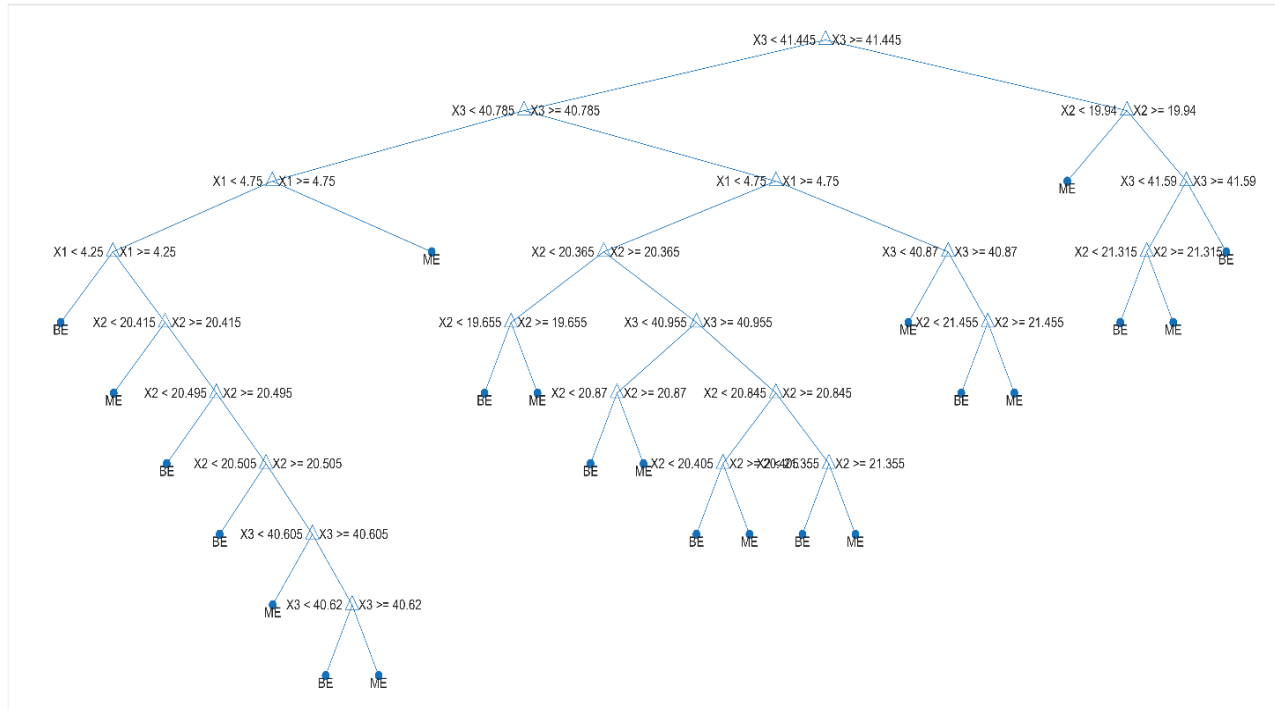 X3 < 41.445 X3 >= 41.445
X3 < 40.785 X3 >= 40.785 X2 < 19.94 X2 >= 19.94
X1 < 4.75 X1 >= 4.75 X1 < 4.75 X1 >= 4.75 ME X3 < 41.59 X3 >= 41.59
X1 < 4.25 X1 >= 4.25 ME X2 < 20.365 X2 >= 20.365 X3 < 40.87 X3 >= 40.87 X2 < 21.315 X2 >= 21.315 BE
BE X2 < 20.415 X2 >= 20.415 X2 < 19.655 X2 >= 19.655 X3 < 40.955 X3 >= 40.955 ME X2 < 21.455 X2 >= 21.455 BE ME
ME X2 < 20.495 X2 >= 20.495 BE ME X2 < 20.87 X2 >= 20.87 X2 < 20.845 X2 >= 20.845 BE ME
BE X2 < 20.505 X2 >= 20.505 BE ME X2 < 20.405 X2 >= 20.405 X2 < 21.355 X2 >= 21.355
BE X3 < 40.605 X3 >= 40.605 BE ME BE ME
ME X3 < 40.62 X3 >= 40.62
BE ME